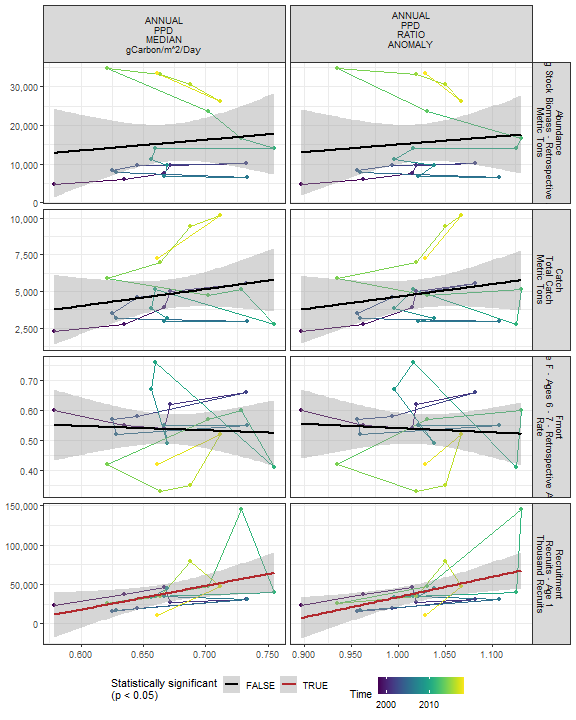 ANNUAL
PPD
MEDIAN
gCarbon/m^2/Day
ANNUAL
PPD
RATIO
ANOMALY
30,000
20,000
10,000
0
Abundance
Stock Biomass - Retrospective
Metric Tons
10,000
7,500
5,000
2,500
Catch
Total Catch
Metric Tons
0.70
0.60
0.50
0.40
Fmort
F - Ages 6 - 7 - Retrospective
Rate
150,000
100,000
50,000
0
Recruitment
Recruits - Age 1
Thousand Recruits
0.600
0.650
0.700
0.750
0.900
0.950
1.000
1.050
1.100
Statistically significant
(p < 0.05)
FALSE
TRUE
Time
2000
2010